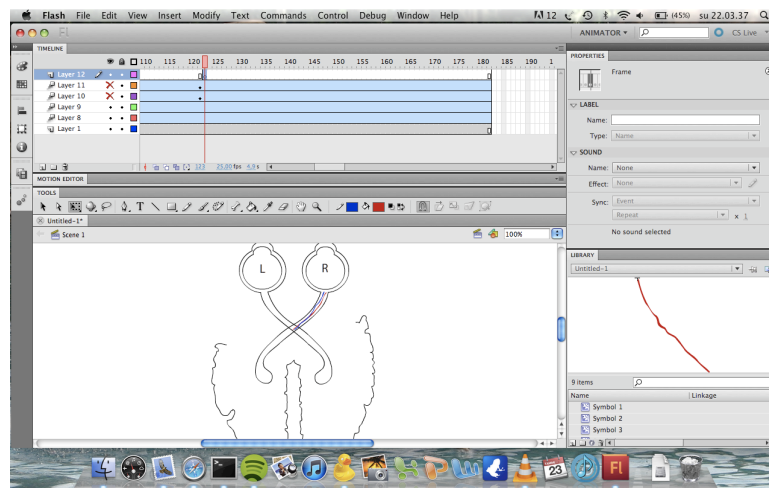 Flash File Edit View Insert Modify Text Commands Control Debug Window Help
12
(45%) su 22.03.37
FL
ANIMATOR
CS Live
TIMELINE
110 115 120 125 130 135 140 145 150 155 160 165 170 175 180 185 190 1
Layer 12
Layer 11
Layer 10
Layer 9
Layer 8
Layer 1
123 25.00 fps 4.9 s
MOTION EDITOR
TOOLS
Untitled-1*
Scene 1
100%
L R
PROPERTIES
Frame
LABEL
Name:
Type: Name
SOUND
Name: None
Effect: None
Sync: Event
Repeat x 1
No sound selected
LIBRARY
Untitled-1
9 items
Name Linkage
Symbol 1
Symbol 2
Symbol 3
23
FL